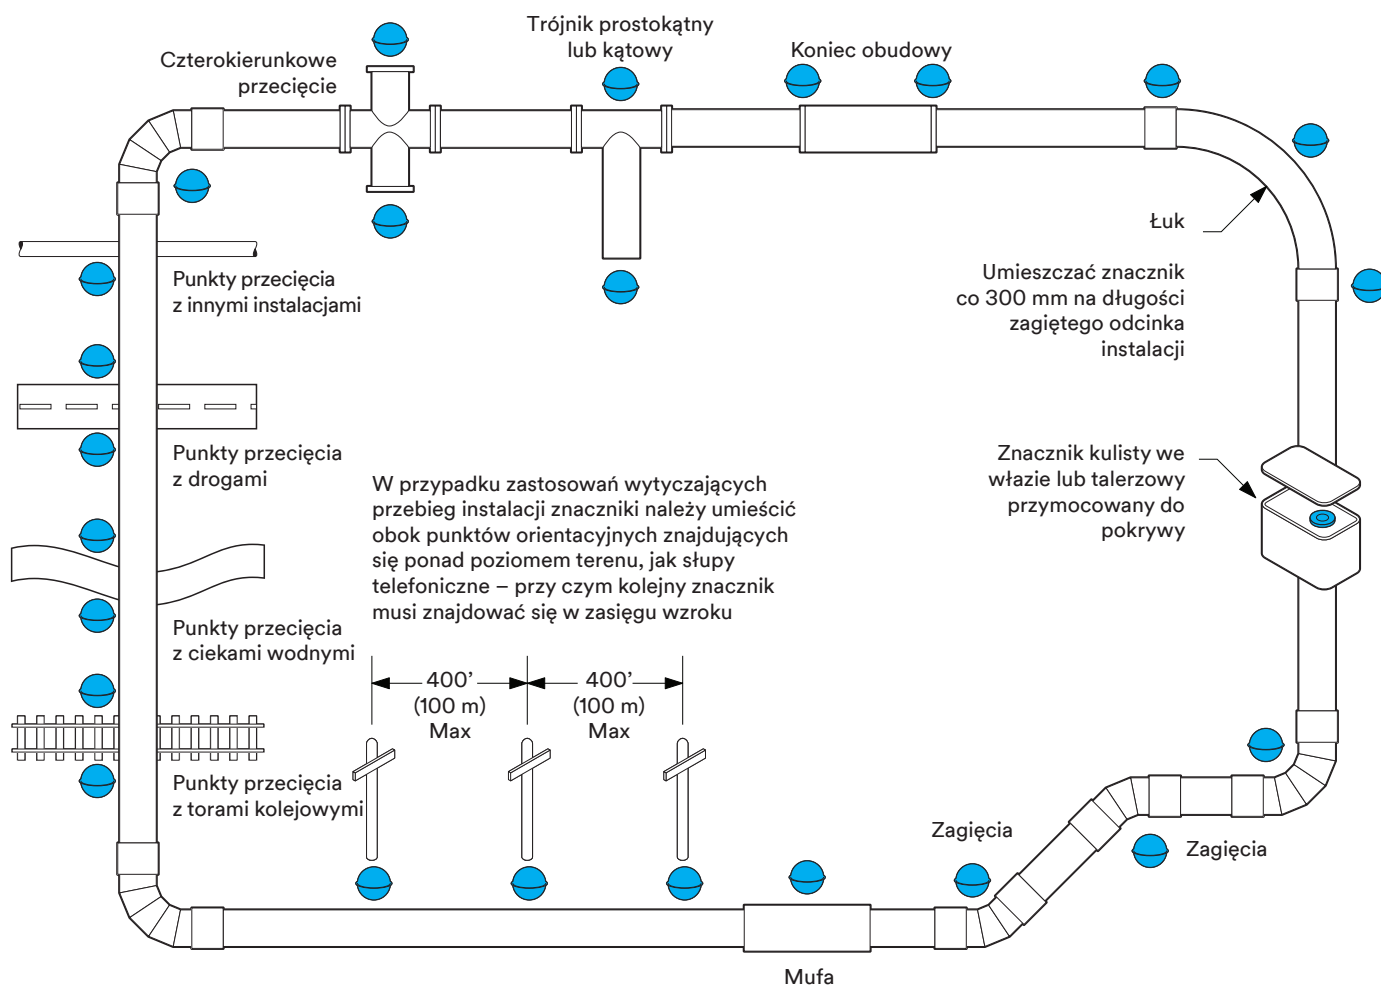 Czterokierunkowe
przecięcie
Trójnik prostokątny
lub kątowy
Koniec obudowy
Łuk
Umieszczać znacznik
co 300 mm na długości
zagiętego odcinka
instalacji
Punkty przecięcia
z innymi instalacjami
Punkty przecięcia
z drogami
Znacznik kulisty we
włazie lub talerzowy
przymocowany do
pokrywy
W przypadku zastosowań wytyczających
przebieg instalacji znaczniki należy umieścić
obok punktów orientacyjnych znajdujących
się ponad poziomem terenu, jak słupy
telefoniczne – przy czym kolejny znacznik
musi znajdować się w zasięgu wzroku
Punkty przecięcia
z ciekami wodnymi
400’
(100 m)
Max
400’
(100 m)
Max
Punkty przecięcia
z torami kolejowymi
Zagięcia
Zagięcia
Mufa